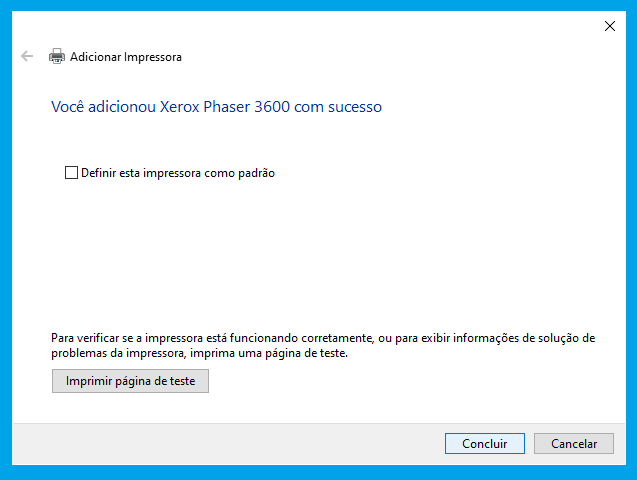 Adicionar Impressora
Você adicionou Xerox Phaser 3600 com sucesso
Definir esta impressora como padrão
Para verificar se a impressora está funcionando corretamente, ou para exibir informações de solução de
problemas da impressora, imprima uma página de teste.
Imprimir página de teste
Concluir
Cancelar